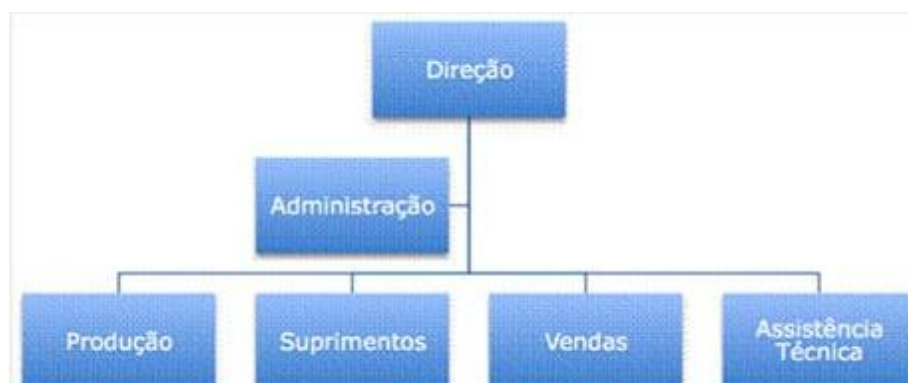 Direção
Administração
Produção
Suprimentos
Vendas
Assistência
Técnica